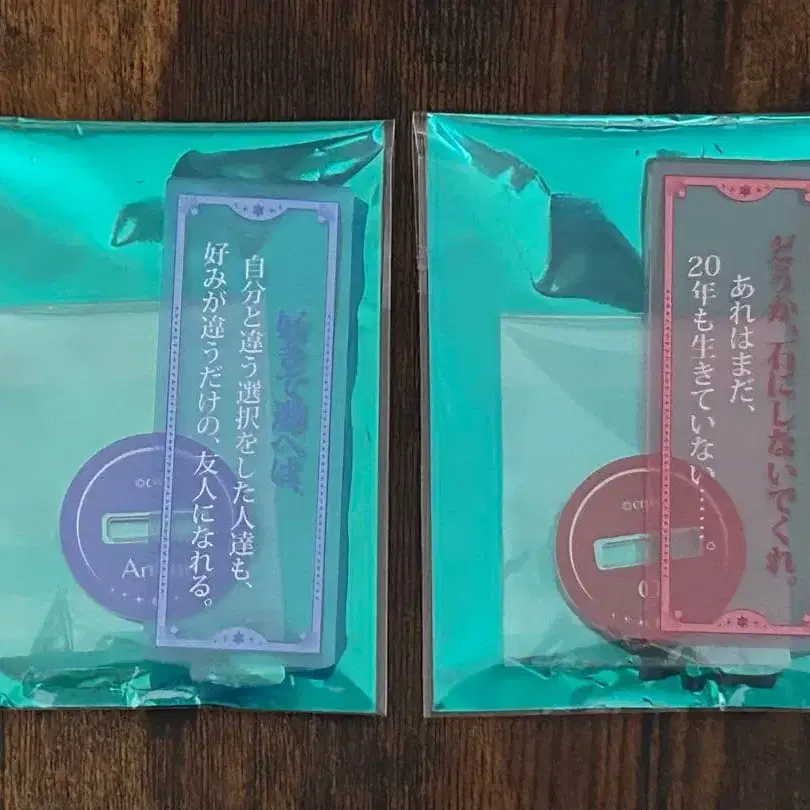 自分と違う選択をした人達も、
好みが違うだけの、友人になれる。
An
どうか、石にしないでくれ。
あれはまだ、
20年も生きていない……。